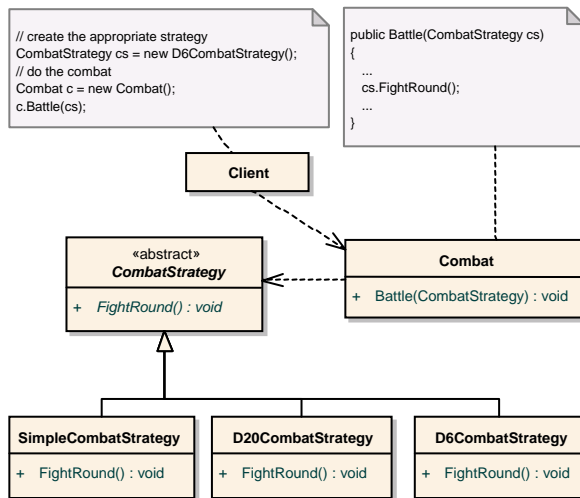 // create the appropriate strategy
CombatStrategy cs = new D6CombatStrategy();
// do the combat
Combat c = new Combat();
c.Battle(cs);
public Battle(CombatStrategy cs)
{
...
cs.FightRound();
...
}
Client
«abstract»
CombatStrategy
+ FightRound() : void
Combat
+ Battle(CombatStrategy) : void
SimpleCombatStrategy
+ FightRound() : void
D20CombatStrategy
+ FightRound() : void
D6CombatStrategy
+ FightRound() : void